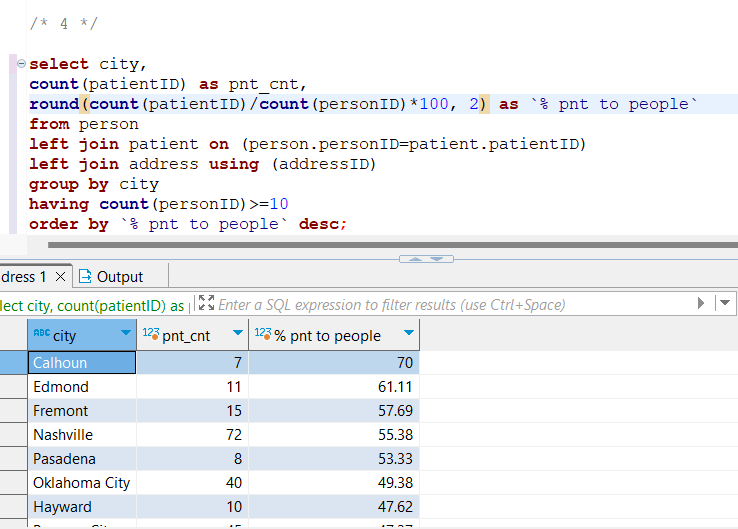 /* 4 */
select city,
count(patientID) as pnt_cnt,
round(count(patientID)/count(personID)*100, 2) as `% pnt to people`
from person
left join patient on (person.personID=patient.patientID)
left join address using (addressID)
group by city
having count(personID)>=10
order by `% pnt to people` desc;
dress 1 Output
lect city, count(patientID) as Enter a SQL expression to filter results (use Ctrl+Space)
ABC city 123 pnt_cnt 123 % pnt to people
Calhoun 7 70
Edmond 11 61.11
Fremont 15 57.69
Nashville 72 55.38
Pasadena 8 53.33
Oklahoma City 40 49.38
Hayward 10 47.62